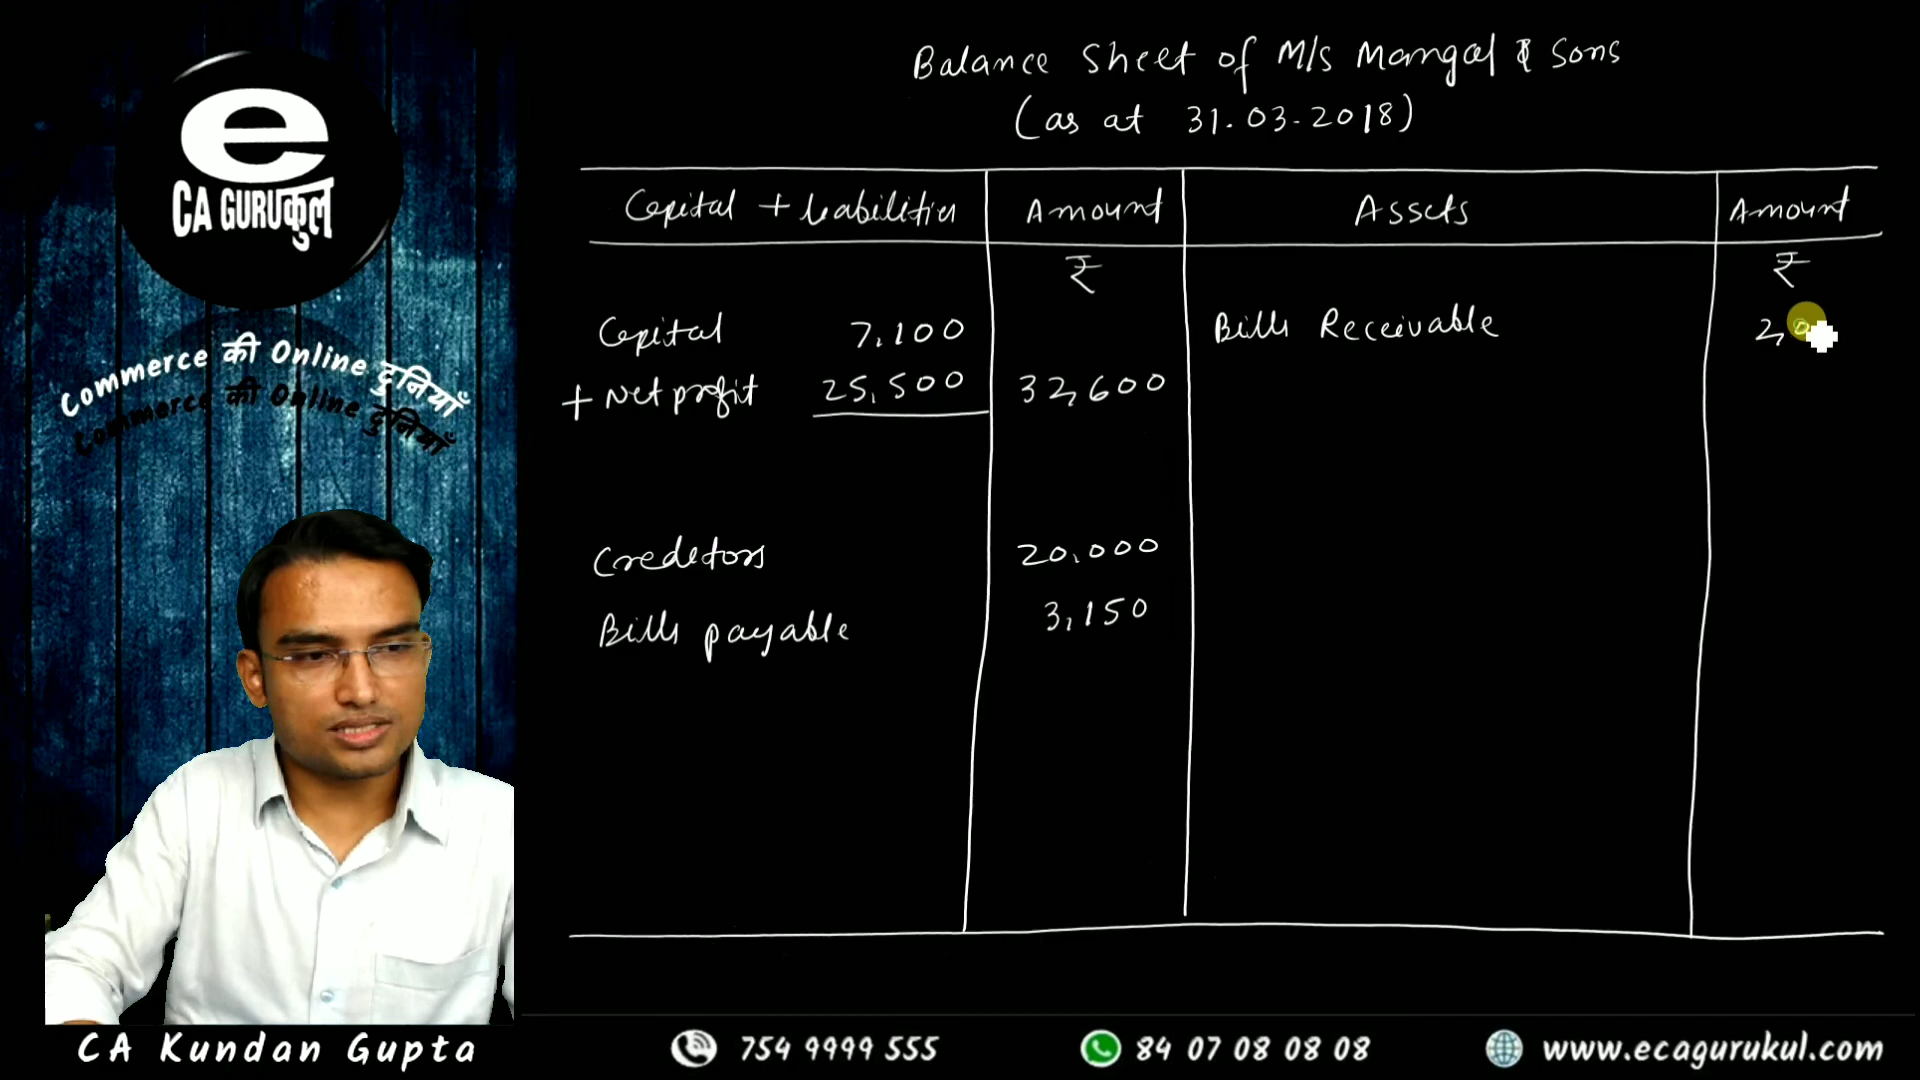 e
CA GURUकुल
Commerce की Online दुनियाँ
Balance Sheet of M/s Mangal & Sons
(as at 31.03.2018)
Capital + Liabilities Amount Assets Amount
₹ ₹
Capital 7,100 Bills Receivable 2,0
+ Net profit 25,500 32,600
Creditors 20,000
Bills payable 3,150
CA Kundan Gupta 754 9999 555 84 07 08 08 08 www.ecagurukul.com